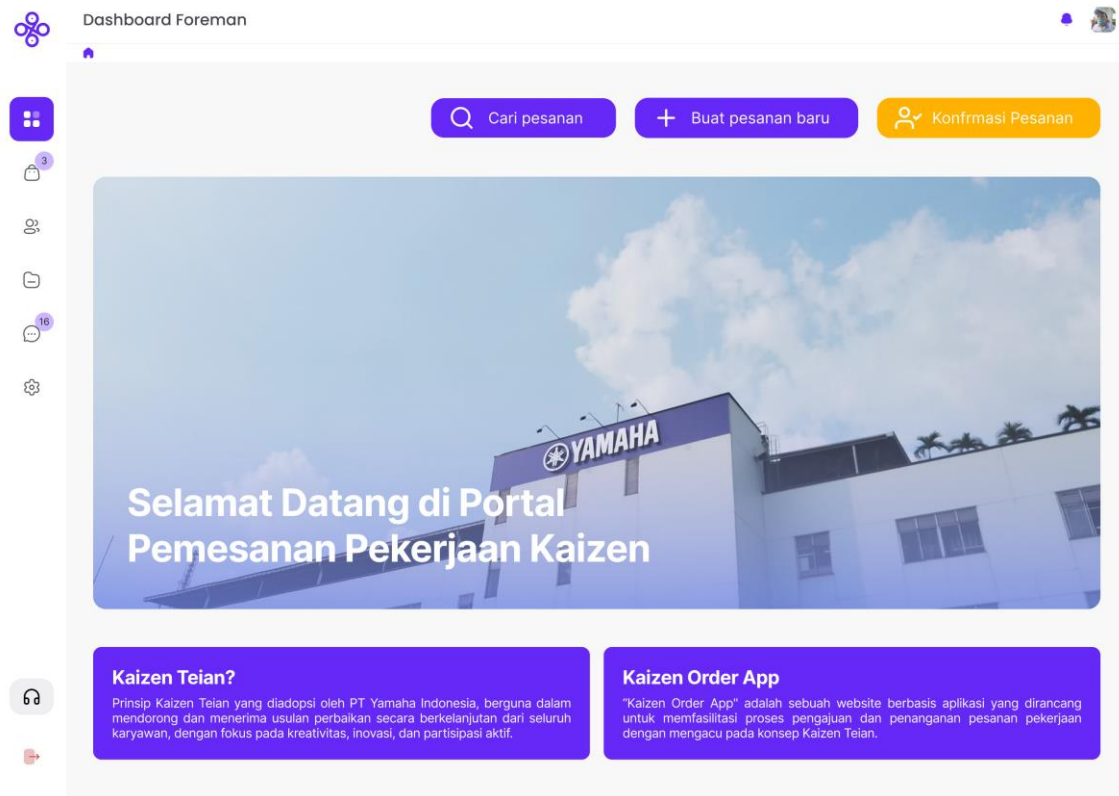 Dashboard Foreman
Cari pesanan
Buat pesanan baru
Konfrmasi Pesanan
3
16
YAMAHA
Selamat Datang di Portal
Pemesanan Pekerjaan Kaizen
Kaizen Teian?
Prinsip Kaizen Teian yang diadopsi oleh PT Yamaha Indonesia, berguna dalam
mendorong dan menerima usulan perbaikan secara berkelanjutan dari seluruh
karyawan, dengan fokus pada kreativitas, inovasi, dan partisipasi aktif.
Kaizen Order App
"Kaizen Order App" adalah sebuah website berbasis aplikasi yang dirancang
untuk memfasilitasi proses pengajuan dan penanganan pesanan pekerjaan
dengan mengacu pada konsep Kaizen Teian.